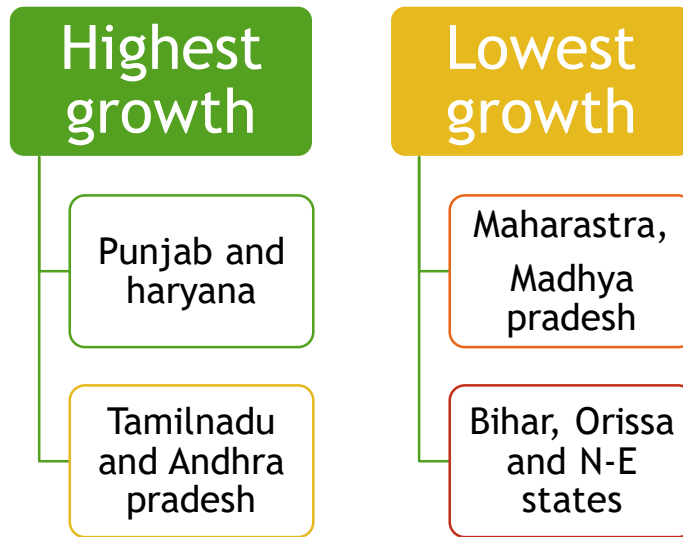 Highest
growth
Punjab and
haryana
Tamilnadu
and Andhra
pradesh
Lowest
growth
Maharastra,
Madhya
pradesh
Bihar, Orissa
and N-E
states